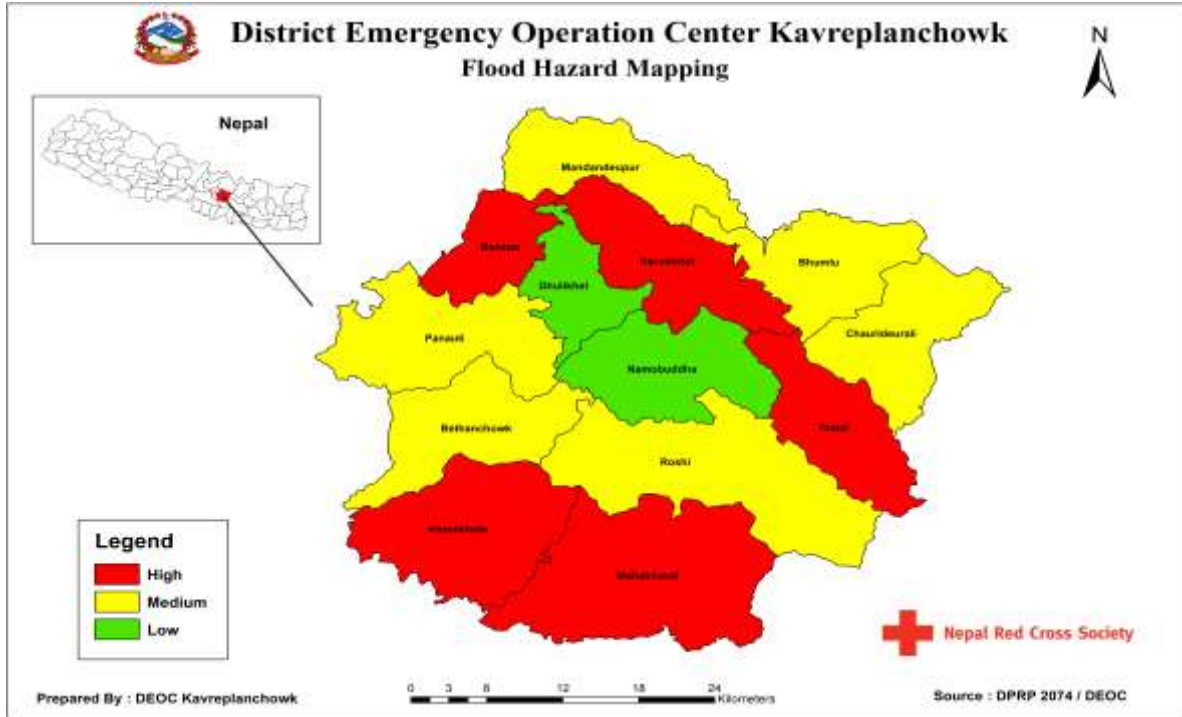 District Emergency Operation Center Kavreplanchowk
Flood Hazard Mapping
N
Nepal
Mandandeupur
Banepa
Panchkhal
Bhumlu
Dhulikhel
Chaurideurali
Panauti
Namobuddha
Temal
Bethanchowk
Roshi
Khanikhola
Mahabharat
Legend
High
Medium
Low
Nepal Red Cross Society
Prepared By : DEOC Kavreplanchowk
0 3 6 12 18 24
Kilometers
Source : DPRP 2074 / DEOC